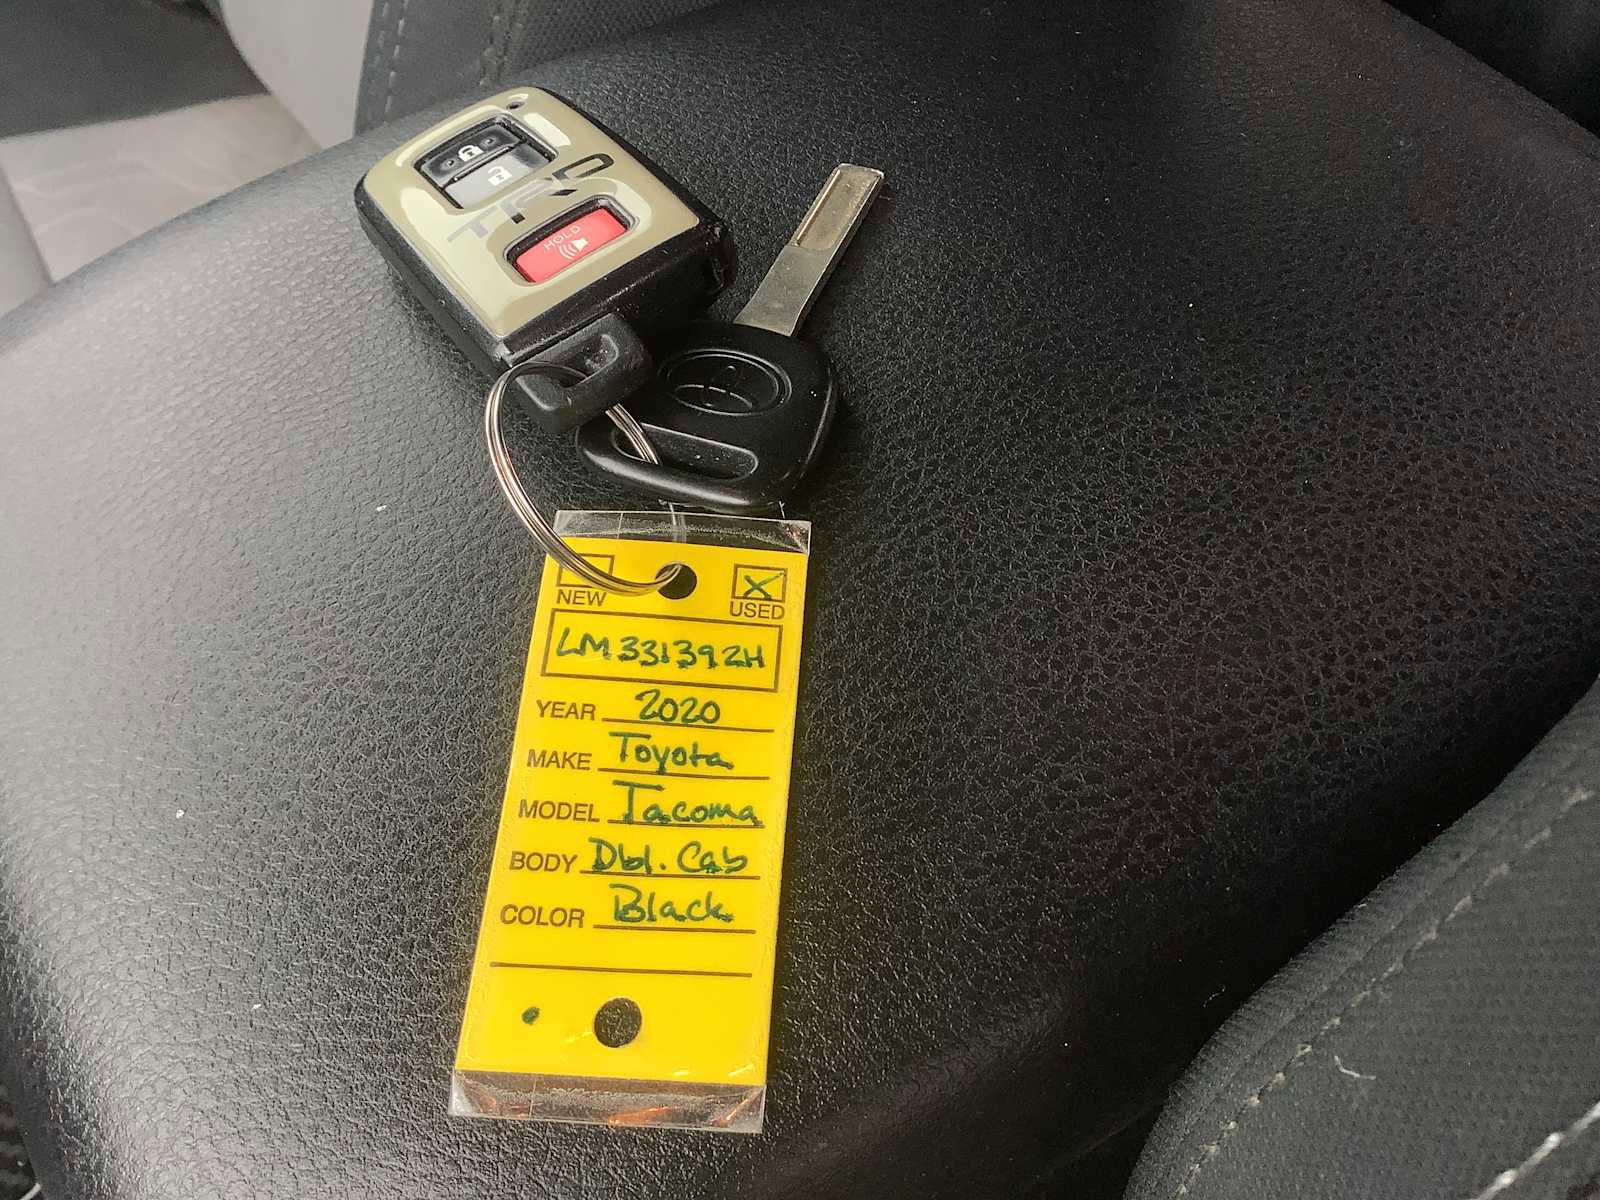 TRD
HOLD
NEW
USED
LM331392H
YEAR 2020
MAKE Toyota
MODEL Tacoma
BODY Dbl. Cab
COLOR Black